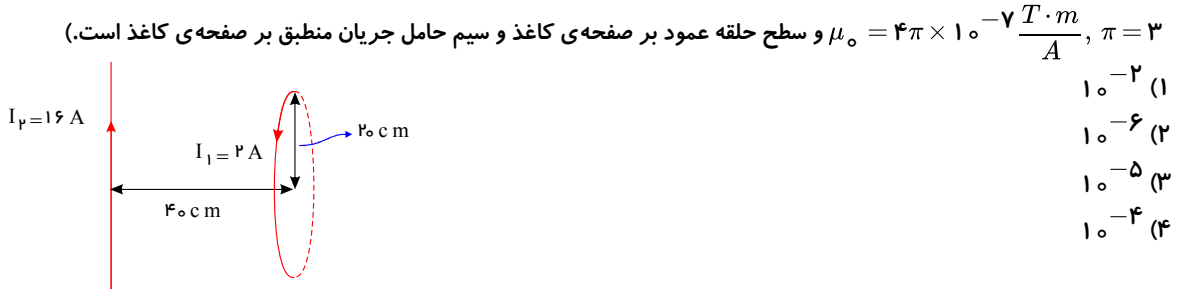 μ₀ = ۴π × ۱۰⁻⁷ T·m/A, π = ۳ و سطح حلقه عمود بر صفحه‌ی کاغذ و سیم حامل جریان منطبق بر صفحه‌ی کاغذ است.)
۱) ۱۰⁻²
۲) ۱۰⁻⁶
۳) ۱۰⁻⁵
۴) ۱۰⁻⁴
I₂ = ۱۶ A
I₁ = ۲ A
۲۰ cm
۴۰ cm